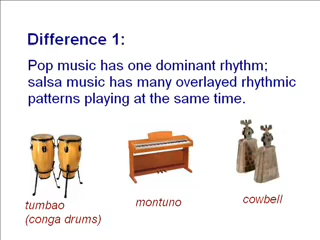 Difference 1:
Pop music has one dominant rhythm;
salsa music has many overlayed rhythmic
patterns playing at the same time.
tumbao
(conga drums)
montuno
cowbell